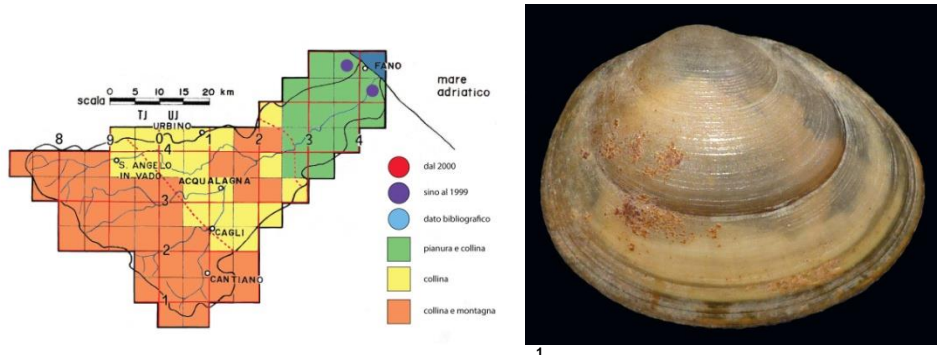 FANO
mare
adriatico
scala 0 5 10 15 20 km
TJ UJ
URBINO
8 9 0 1 2 3 4
4
S. ANGELO
IN VADO
ACQUALAGNA
3
CAGLI
2
CANTIANO
1
dal 2000
sino al 1999
dato bibliografico
pianura e collina
collina
collina e montagna
1